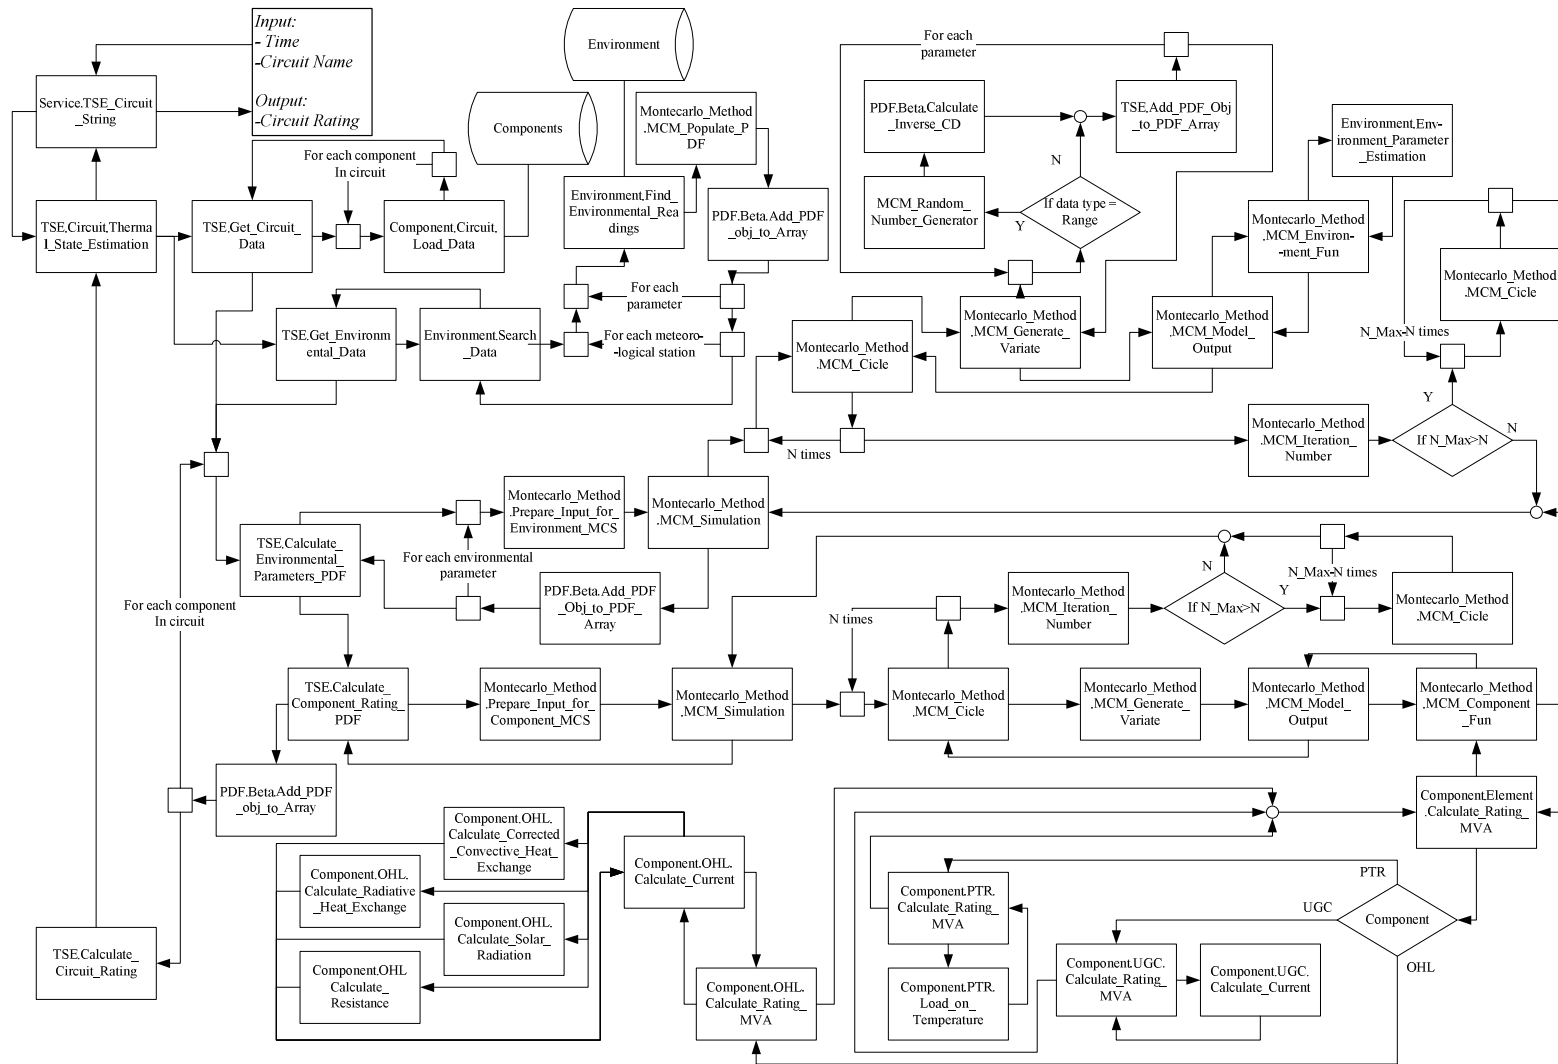 Input:
- Time
-Circuit Name
Output:
-Circuit Rating
Service.TSE_Circuit
_String
TSE.Circuit.Therma
l_State_Estimation
TSE.Get_Circuit_
Data
For each component
In circuit
Component.Circuit.
Load_Data
Components
Environment
Montecarlo_Method
.MCM_Populate_P
DF
Environment.Find_
Environmental_Rea
dings
PDF.Beta.Add_PDF
_obj_to_Array
For each
parameter
For each meteoro-
-logical station
TSE.Get_Environ
mental_Data
Environment.Search
_Data
For each
parameter
PDF.Beta.Calculate
_Inverse_CD
TSE.Add_PDF_Obj
_to_PDF_Array
MCM_Random_
Number_Generator
N
If data type =
Range
Y
Environment.Envi-
ronment_Parameter
_Estimation
Montecarlo_Method
.MCM_Environ-
-ment_Fun
Montecarlo_Method
.MCM_Cicle
Montecarlo_Method
.MCM_Generate_
Variate
Montecarlo_Method
.MCM_Model_
Output
Montecarlo_Method
.MCM_Cicle
N_Max-N times
Y
N times
Montecarlo_Method
.MCM_Iteration_
Number
If N_Max>N
N
Montecarlo_Method
.Prepare_Input_for_
Environment_MCS
Montecarlo_Method
.MCM_Simulation
TSE.Calculate_
Environmental_
Parameters_PDF
For each environmental
parameter
PDF.Beta.Add_PDF
_Obj_to_PDF_
Array
For each component
In circuit
N times
Montecarlo_Method
.MCM_Iteration_
Number
N
If N_Max>N
Y
N_Max-N times
Montecarlo_Method
.MCM_Cicle
TSE.Calculate_
Component_Rating_
PDF
Montecarlo_Method
.Prepare_Input_for_
Component_MCS
Montecarlo_Method
.MCM_Simulation
Montecarlo_Method
.MCM_Cicle
Montecarlo_Method
.MCM_Generate_
Variate
Montecarlo_Method
.MCM_Model_
Output
Montecarlo_Method
.MCM_Component
_Fun
PDF.Beta.Add_PDF
_obj_to_Array
Component.OHL.
Calculate_Corrected
_Convective_Heat_
Exchange
Component.OHL.
Calculate_Radiative
_Heat_Exchange
Component.OHL.
Calculate_Solar_
Radiation
Component.OHL
Calculate_
Resistance
Component.OHL.
Calculate_Current
Component.OHL.
Calculate_Rating_
MVA
Component.PTR.
Calculate_Rating_
MVA
Component.PTR.
Load_on_
Temperature
Component.UGC.
Calculate_Rating_
MVA
Component.UGC.
Calculate_Current
Component.Element
.Calculate_Rating_
MVA
PTR
UGC
Component
OHL
TSE.Calculate_
Circuit_Rating